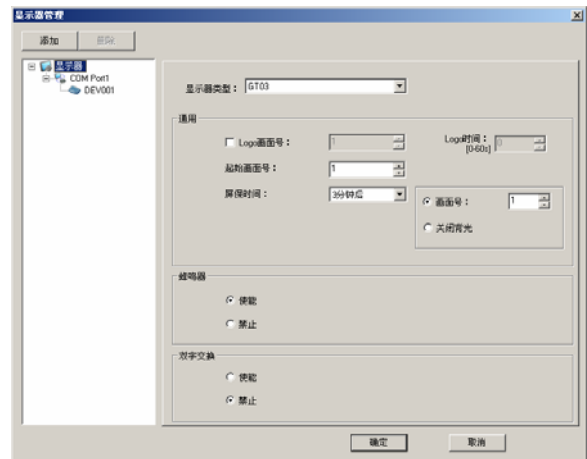 显示器管理
添加 删除
显示器
COM Port1
DEV001
显示器类型： GT03
通用
Logo画面号： 1 Logo时间： 0
[0-60s]
起始画面号： 1
屏保时间： 3分钟后 画面号： 1
关闭背光
蜂鸣器
使能
禁止
双字交换
使能
禁止
确定 取消